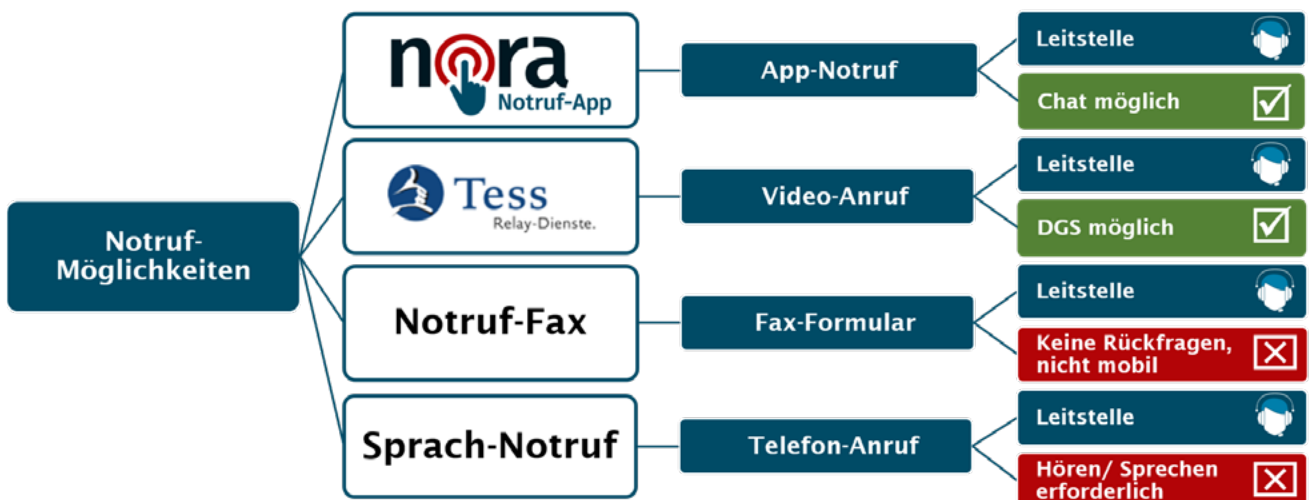 Notruf-
Möglichkeiten
nora
Notruf-App
App-Notruf
Leitstelle
Chat möglich
Tess
Relay-Dienste.
Video-Anruf
Leitstelle
DGS möglich
Notruf-Fax
Fax-Formular
Leitstelle
Keine Rückfragen,
nicht mobil
Sprach-Notruf
Telefon-Anruf
Leitstelle
Hören/ Sprechen
erforderlich